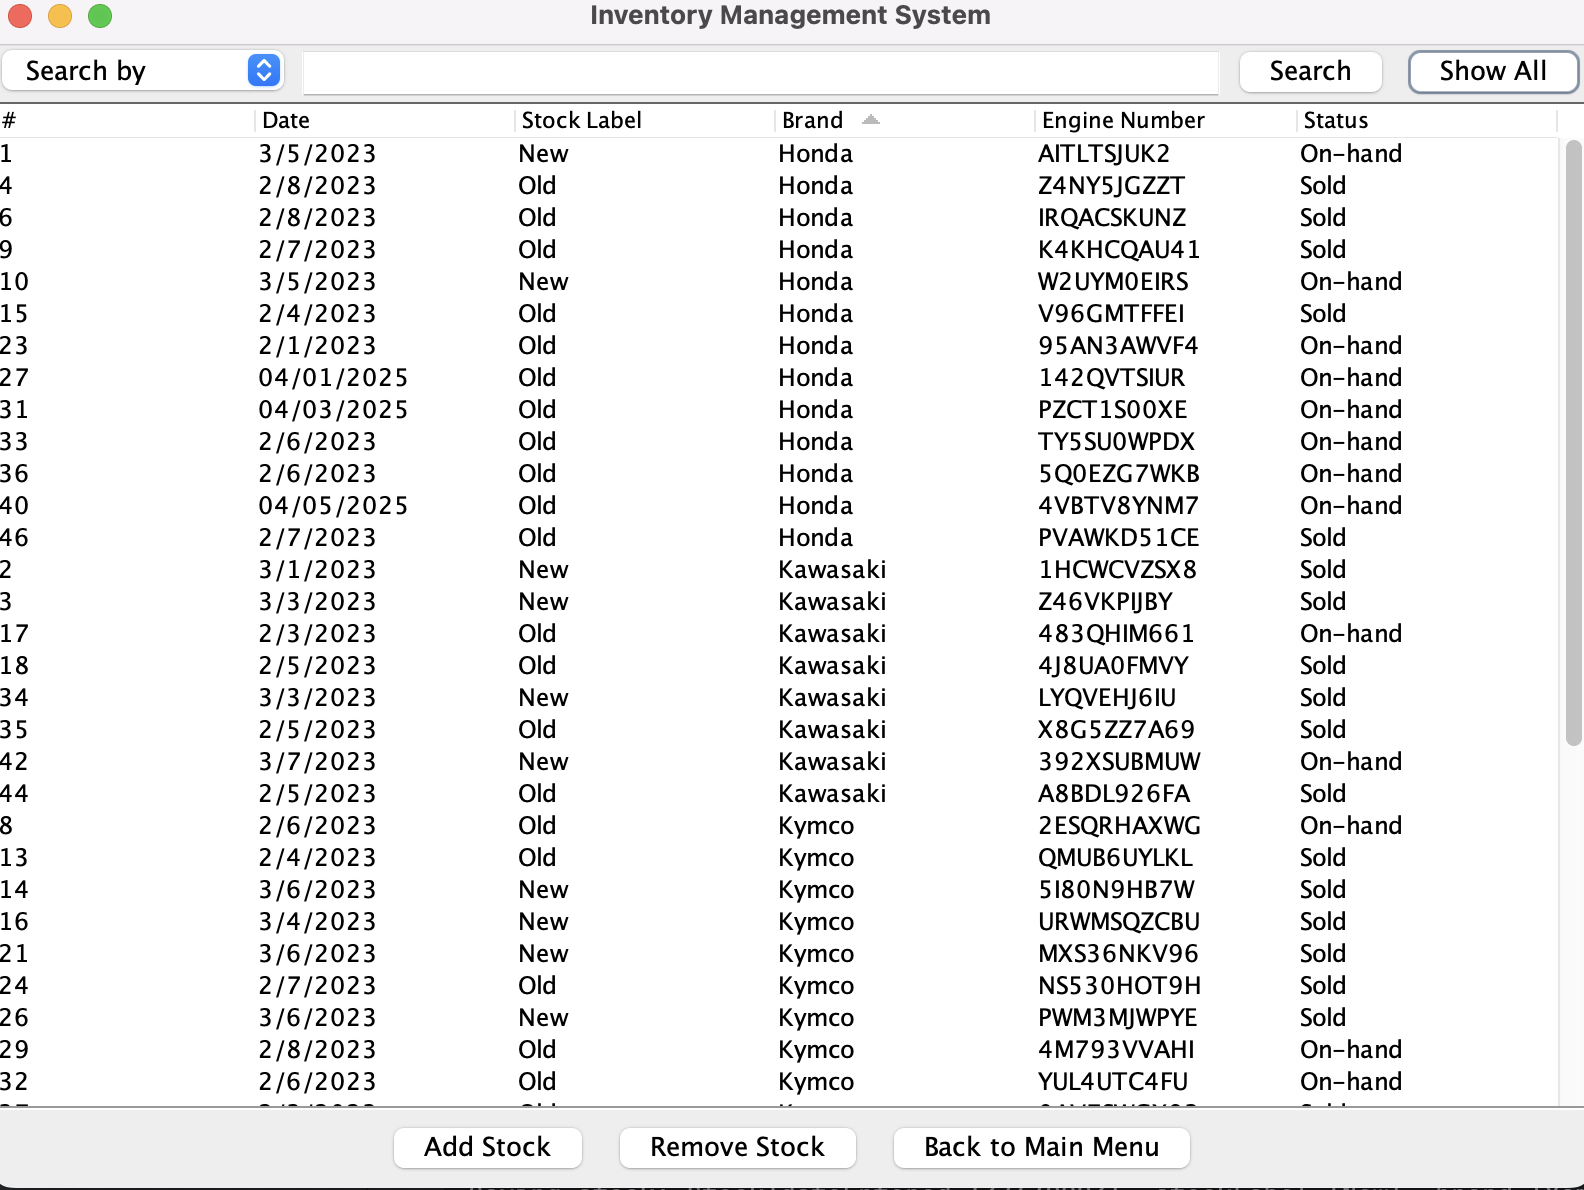 Inventory Management System
Search by Search Show All
# Date Stock Label Brand Engine Number Status
1 3/5/2023 New Honda AITLTSJUK2 On-hand
4 2/8/2023 Old Honda Z4NY5JGZZT Sold
6 2/8/2023 Old Honda IRQACSKUNZ Sold
9 2/7/2023 Old Honda K4KHCQAU41 Sold
10 3/5/2023 New Honda W2UYM0EIRS On-hand
15 2/4/2023 Old Honda V96GMTFFEI Sold
23 2/1/2023 Old Honda 95AN3AWVF4 On-hand
27 04/01/2025 Old Honda 142QVTSIUR On-hand
31 04/03/2025 Old Honda PZCT1S00XE On-hand
33 2/6/2023 Old Honda TY5SU0WPDX On-hand
36 2/6/2023 Old Honda 5Q0EZG7WKB On-hand
40 04/05/2025 Old Honda 4VBTV8YNM7 On-hand
46 2/7/2023 Old Honda PVAWKD51CE Sold
2 3/1/2023 New Kawasaki 1HCWCVZSX8 Sold
3 3/3/2023 New Kawasaki Z46VKPIJBY Sold
17 2/3/2023 Old Kawasaki 483QHIM661 On-hand
18 2/5/2023 Old Kawasaki 4J8UA0FMVY Sold
34 3/3/2023 New Kawasaki LYQVEHJ6IU Sold
35 2/5/2023 Old Kawasaki X8G5ZZ7A69 Sold
42 3/7/2023 New Kawasaki 392XSUBMUW On-hand
44 2/5/2023 Old Kawasaki A8BDL926FA Sold
8 2/6/2023 Old Kymco 2ESQRHAXWG On-hand
13 2/4/2023 Old Kymco QMUB6UYLKL Sold
14 3/6/2023 New Kymco 5I80N9HB7W Sold
16 3/4/2023 New Kymco URWMSQZCBU Sold
21 3/6/2023 New Kymco MXS36NKV96 Sold
24 2/7/2023 Old Kymco NS530HOT9H Sold
26 3/6/2023 New Kymco PWM3MJWPYE Sold
29 2/8/2023 Old Kymco 4M793VVAHI On-hand
32 2/6/2023 Old Kymco YUL4UTC4FU On-hand
Add Stock Remove Stock Back to Main Menu